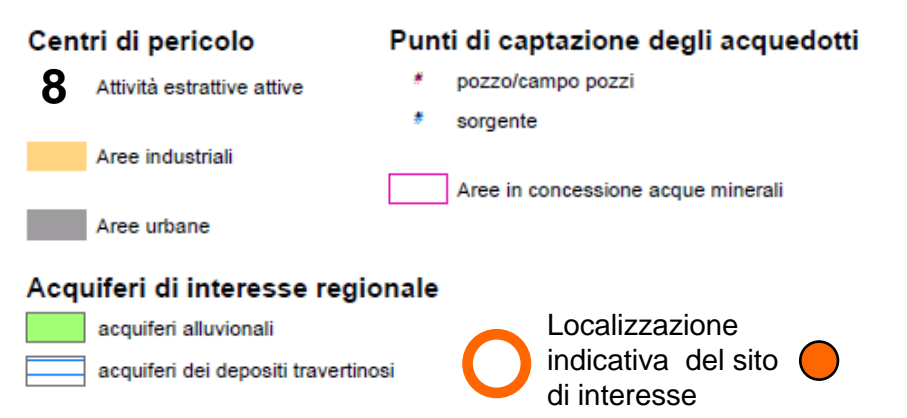 Centri di pericolo
8 Attività estrattive attive
Aree industriali
Aree urbane
Punti di captazione degli acquedotti
pozzo/campo pozzi
sorgente
Aree in concessione acque minerali
Acquiferi di interesse regionale
acquiferi alluvionali
acquiferi dei depositi travertinosi
Localizzazione
indicativa del sito
di interesse